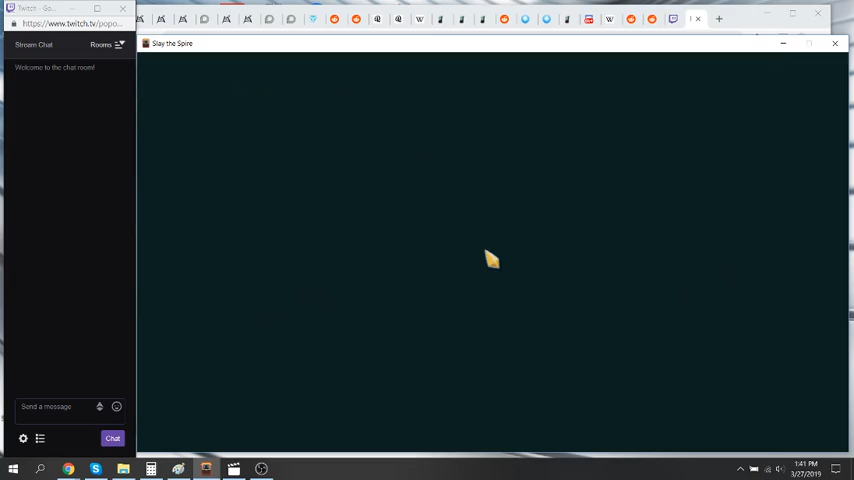 Twitch - Go...
https://www.twitch.tv/popo...
Stream Chat
Rooms
Welcome to the chat room!
Send a message
Chat
Slay the Spire
1:41 PM
3/27/2019